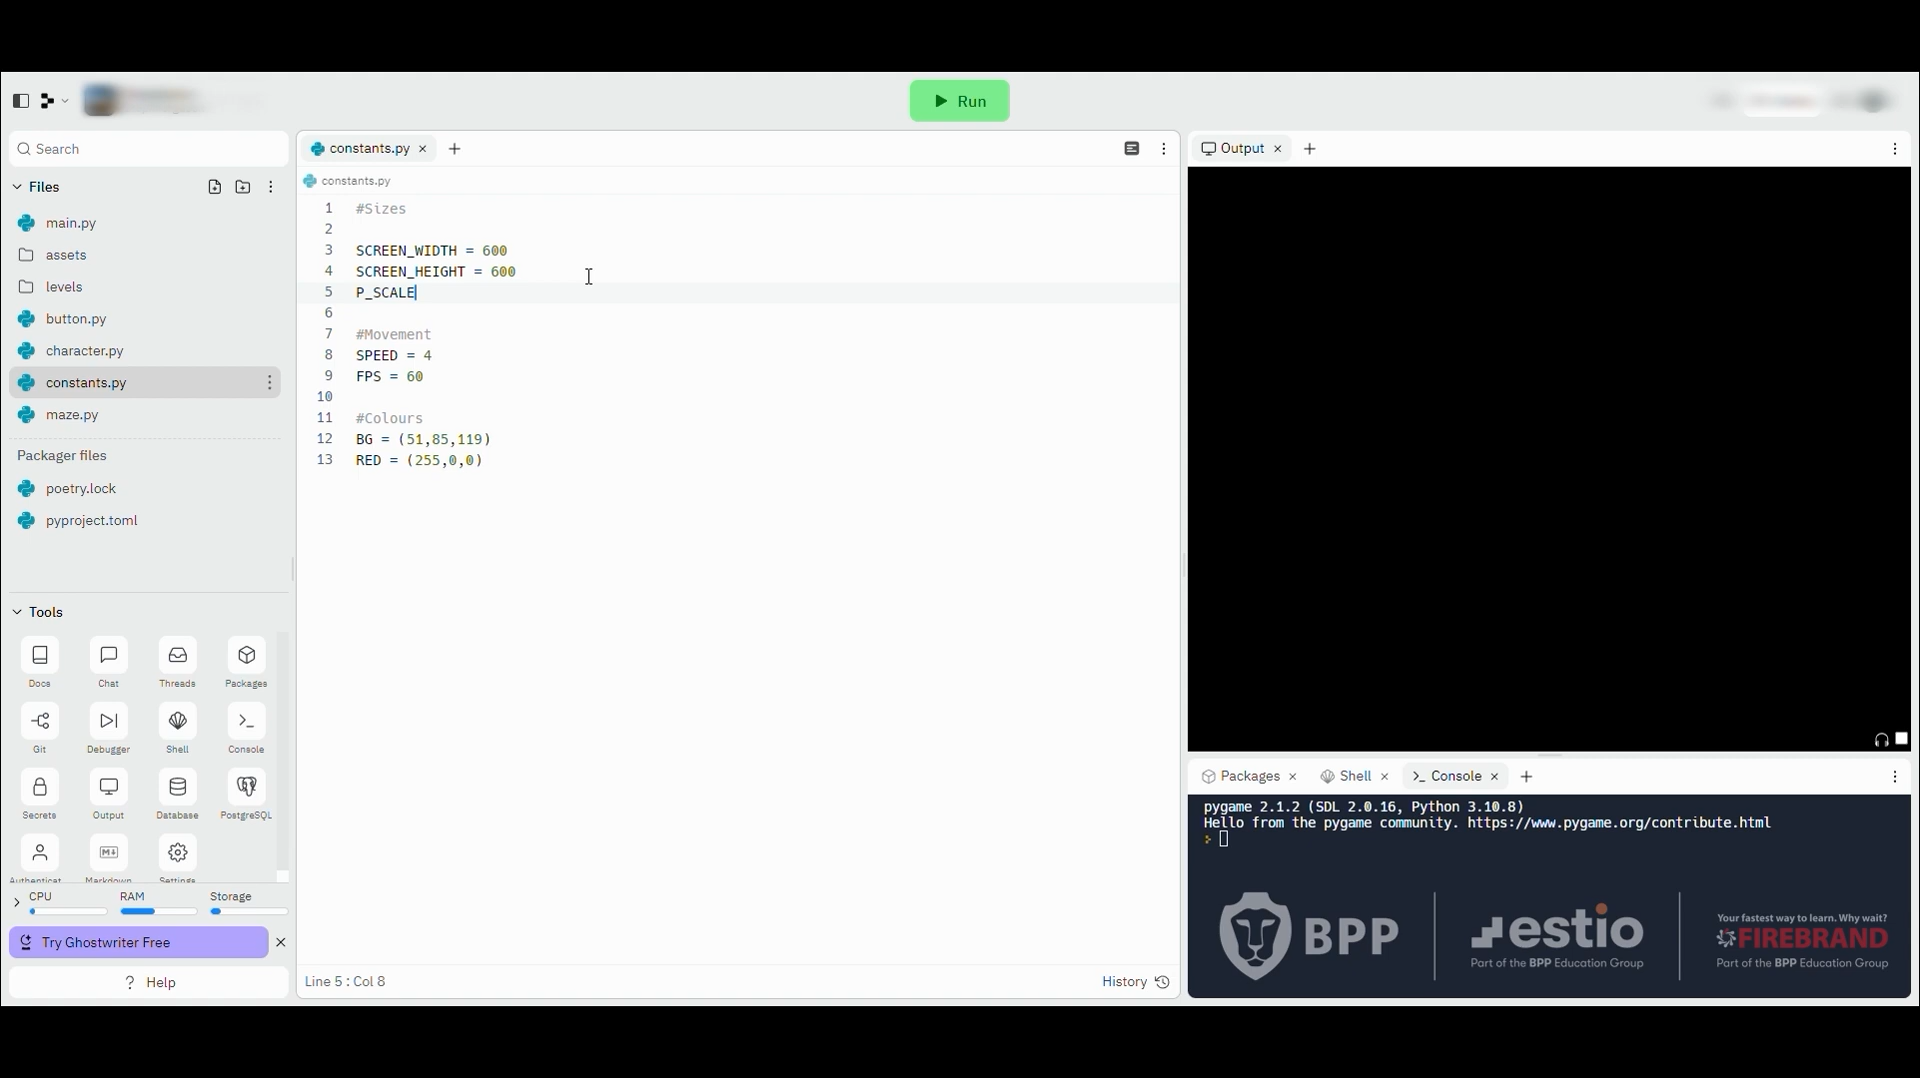 Run
Search
Files
main.py
assets
levels
button.py
character.py
constants.py
maze.py
Packager files
poetry.lock
pyproject.toml
Tools
Docs
Chat
Threads
Packages
Git
Debugger
Shell
Console
Secrets
Output
Database
PostgreSQL
Authenticat
Markdown
Settings
CPU
RAM
Storage
Try Ghostwriter Free
? Help
constants.py
constants.py
1 #Sizes
2
3 SCREEN_WIDTH = 600
4 SCREEN_HEIGHT = 600
5 P_SCALE
6
7 #Movement
8 SPEED = 4
9 FPS = 60
10
11 #Colours
12 BG = (51,85,119)
13 RED = (255,0,0)
Line 5 : Col 8
History
Output
Packages
Shell
>_ Console
pygame 2.1.2 (SDL 2.0.16, Python 3.10.8)
Hello from the pygame community. https://www.pygame.org/contribute.html
BPP
estio
Part of the BPP Education Group
Your fastest way to learn. Why wait?
FIREBRAND
Part of the BPP Education Group